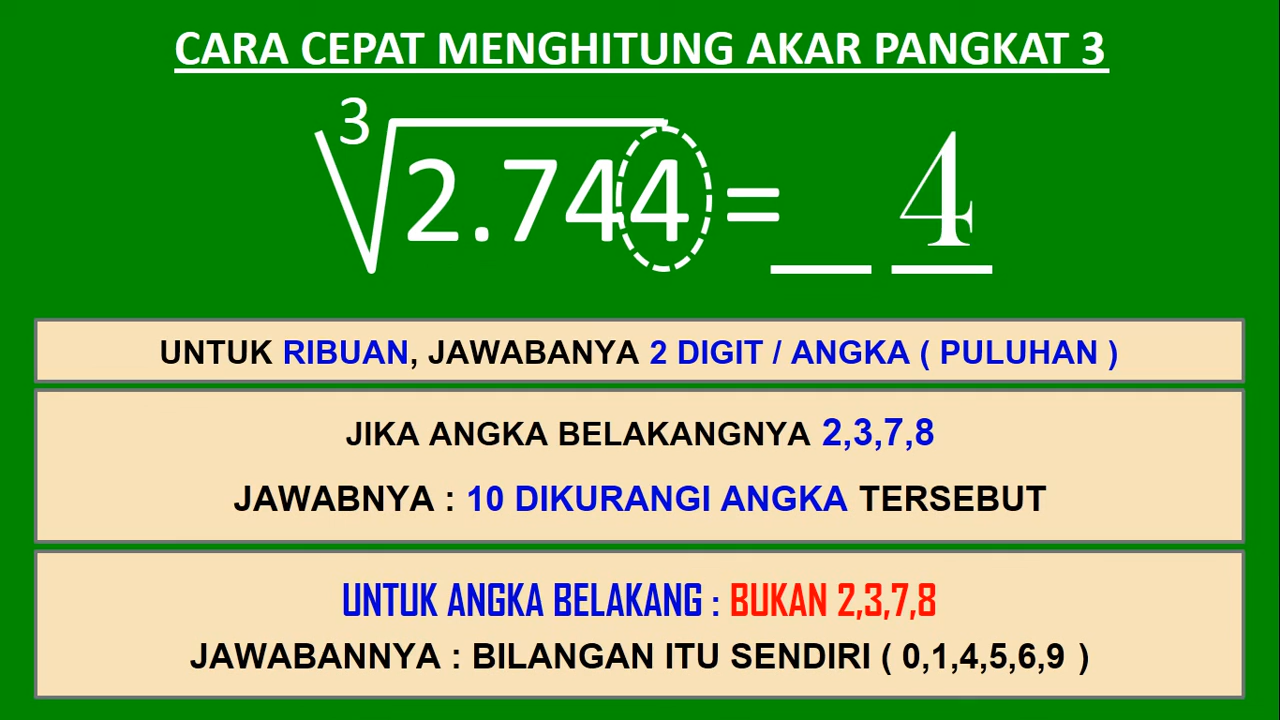 CARA CEPAT MENGHITUNG AKAR PANGKAT 3
3√2.744 = _ 4
UNTUK RIBUAN, JAWABANYA 2 DIGIT / ANGKA ( PULUHAN )
JIKA ANGKA BELAKANGNYA 2,3,7,8
JAWABNYA : 10 DIKURANGI ANGKA TERSEBUT
UNTUK ANGKA BELAKANG : BUKAN 2,3,7,8
JAWABANNYA : BILANGAN ITU SENDIRI ( 0,1,4,5,6,9 )